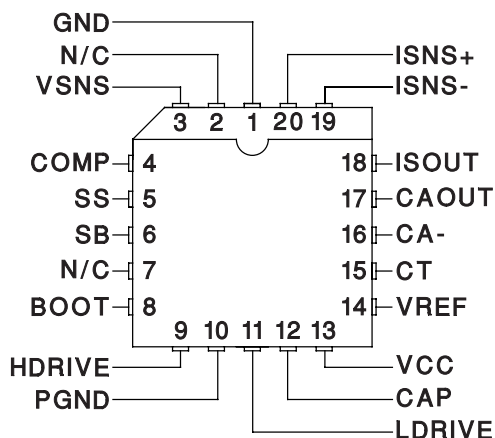 GND
N/C
VSNS
ISNS+
ISNS-
3 2 1 20 19
COMP 4
18 ISOUT
SS 5
17 CAOUT
SB 6
16 CA-
N/C 7
15 CT
BOOT 8
14 VREF
9 10 11 12 13
HDRIVE
VCC
PGND
CAP
LDRIVE